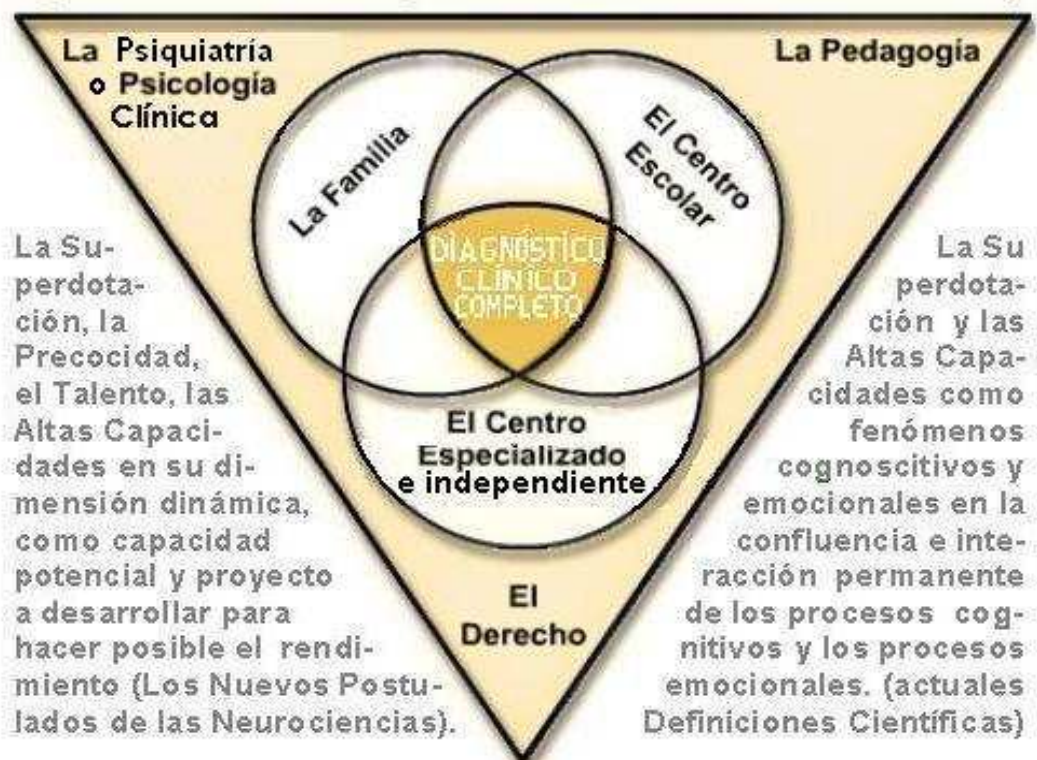 La Psiquiatría
o Psicología
Clínica
La Pedagogía
La Familia
El Centro
Escolar
DIAGNÓSTICO
CLÍNICO
COMPLETO
El Centro
Especializado
e independiente
El
Derecho
La Su-
perdota-
ción, la
Precocidad,
el Talento, las
Altas Capaci-
dades en su di-
mensión dinámica,
como capacidad
potencial y proyecto
a desarrollar para
hacer posible el rendi-
miento (Los Nuevos Postu-
lados de las Neurociencias).
La Su
perdota-
ción y las
Altas Capa-
cidades como
fenómenos
cognoscitivos y
emocionales en la
confluencia e inte-
racción permanente
de los procesos cog-
nitivos y los procesos
emocionales. (actuales
Definiciones Científicas)